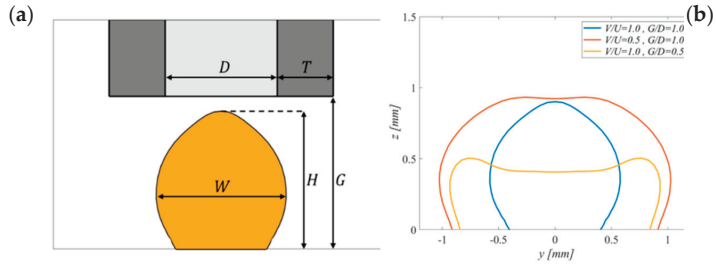 (a)
D
T
W
H
G
(b)
V/U=1.0 , G/D=1.0
V/U=0.5 , G/D=1.0
V/U=1.0 , G/D=0.5
z [mm]
1.5
1
0.5
0
-1
-0.5
0
0.5
1
y [mm]